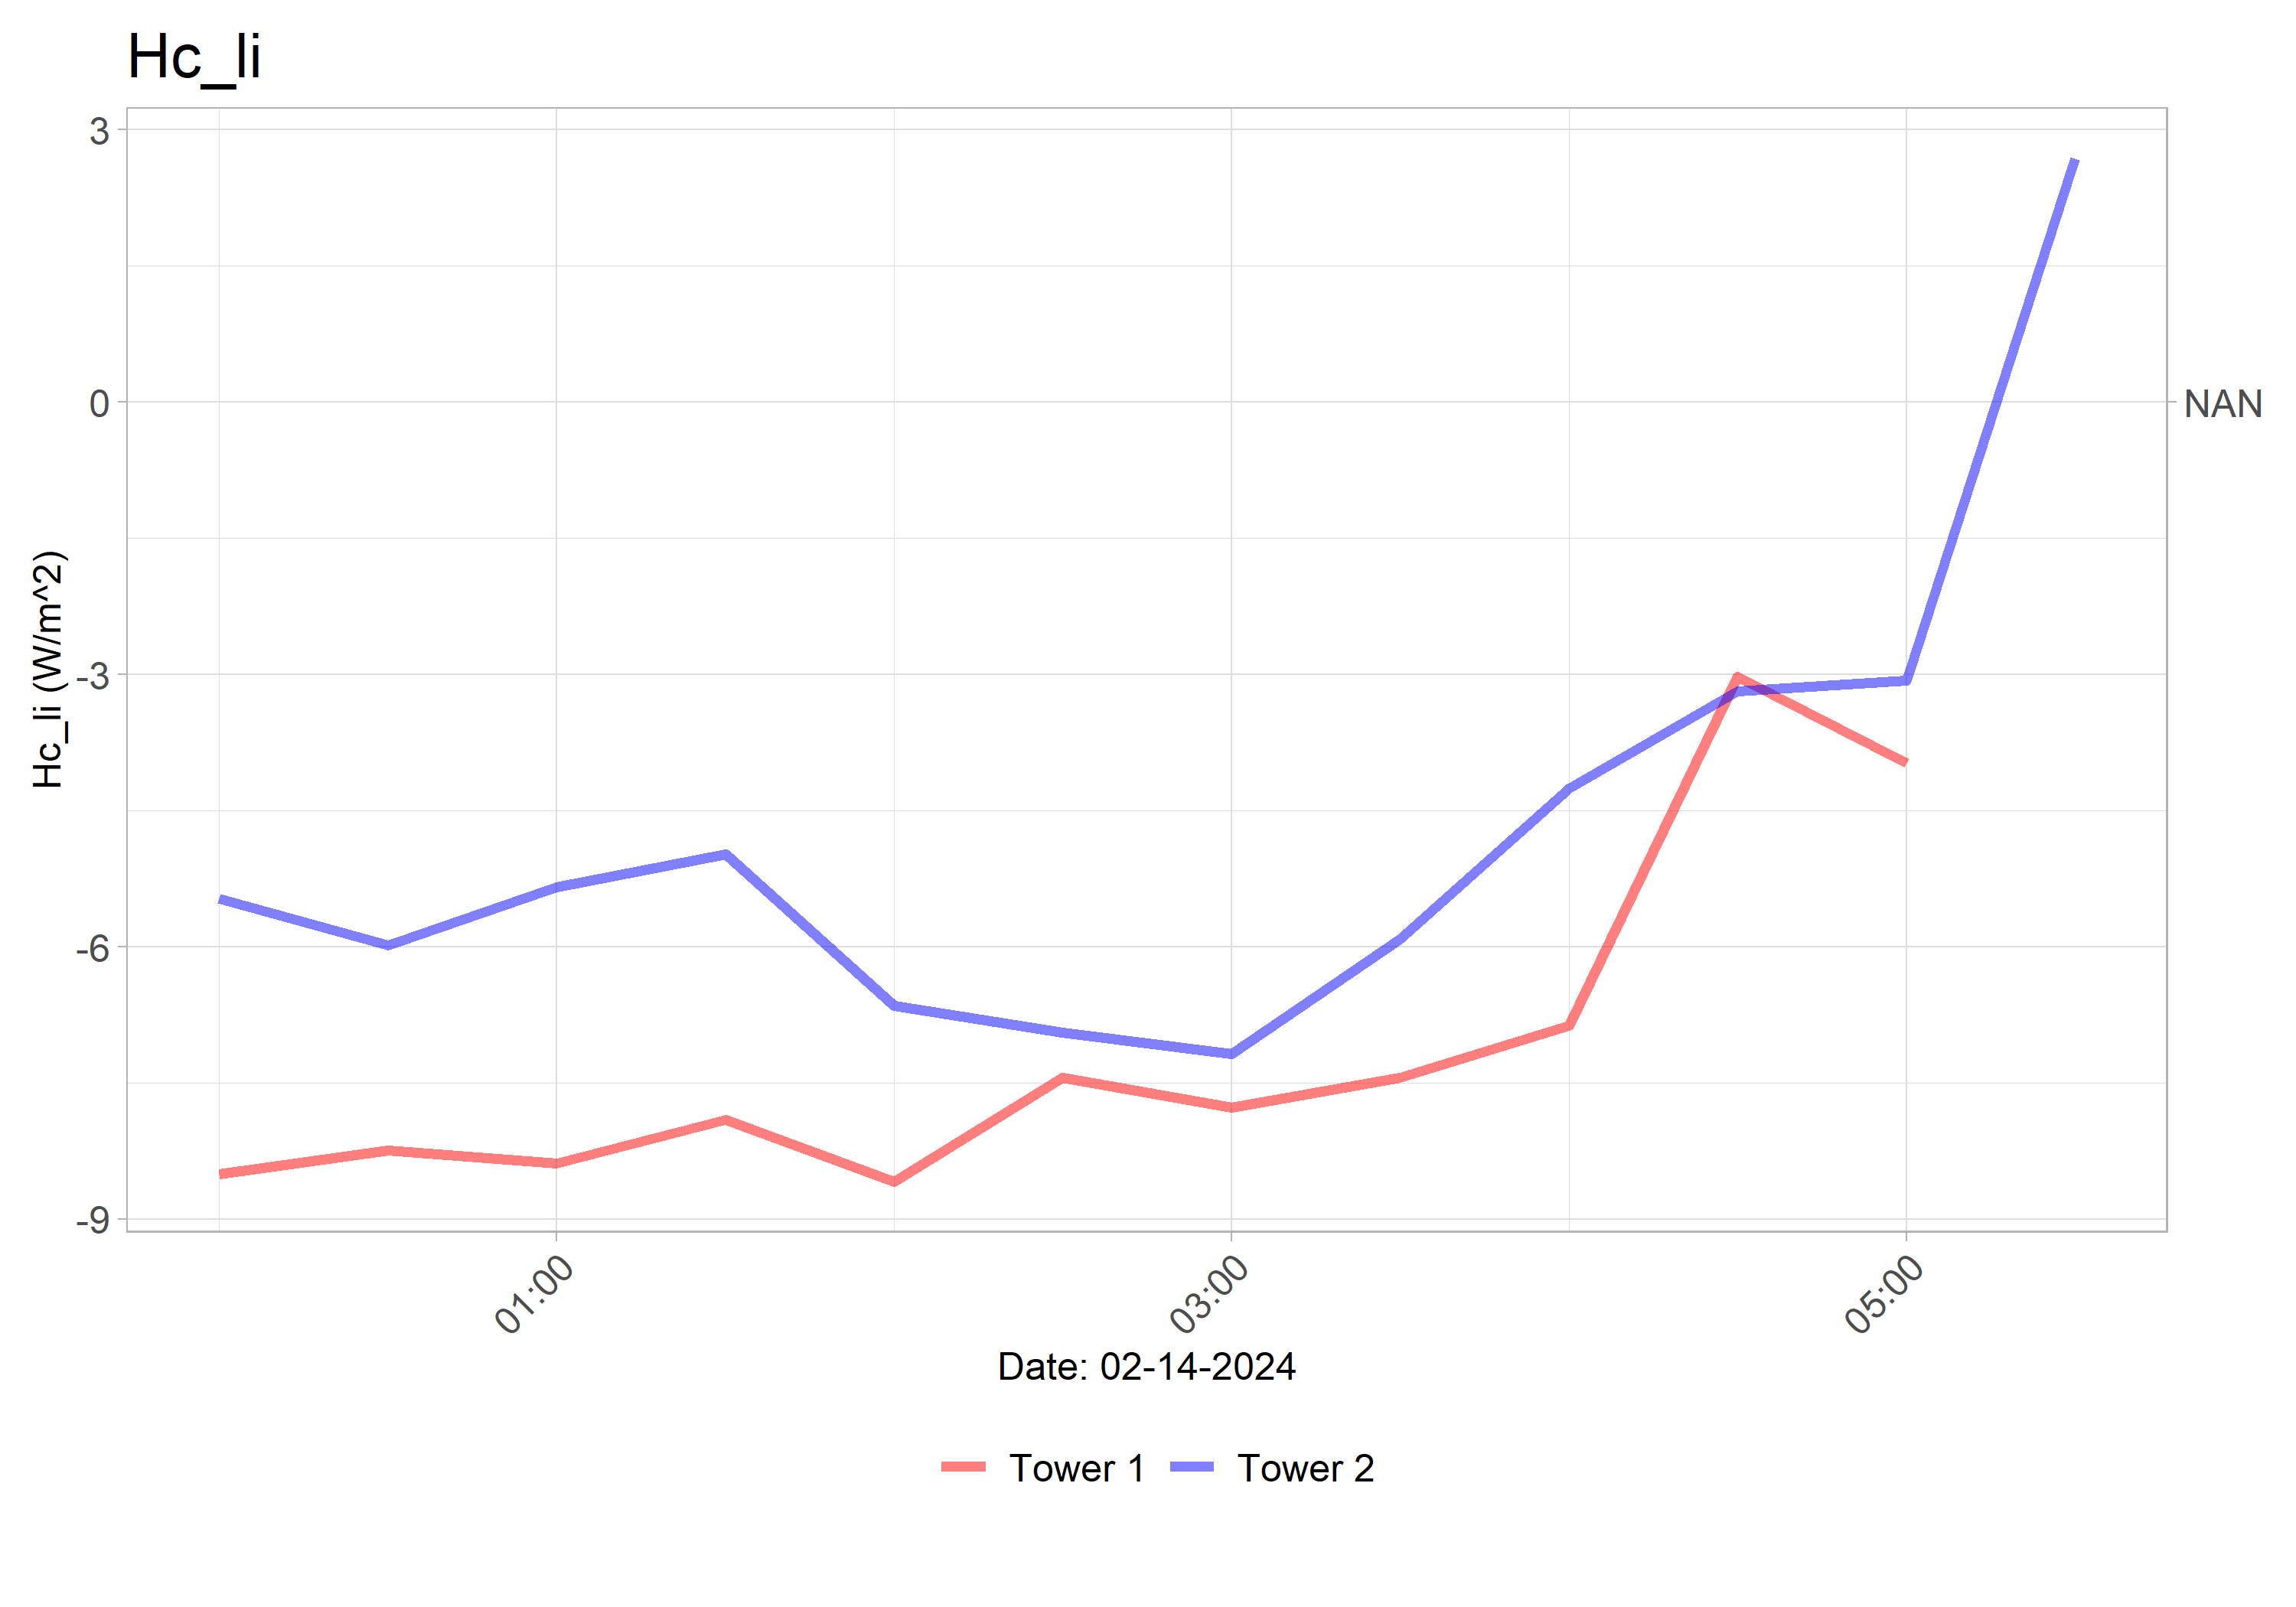 Hc_li
3
0
-3
-6
-9
NAN
Hc_li (W/m^2)
01:00
03:00
05:00
Date: 02-14-2024
Tower 1
Tower 2